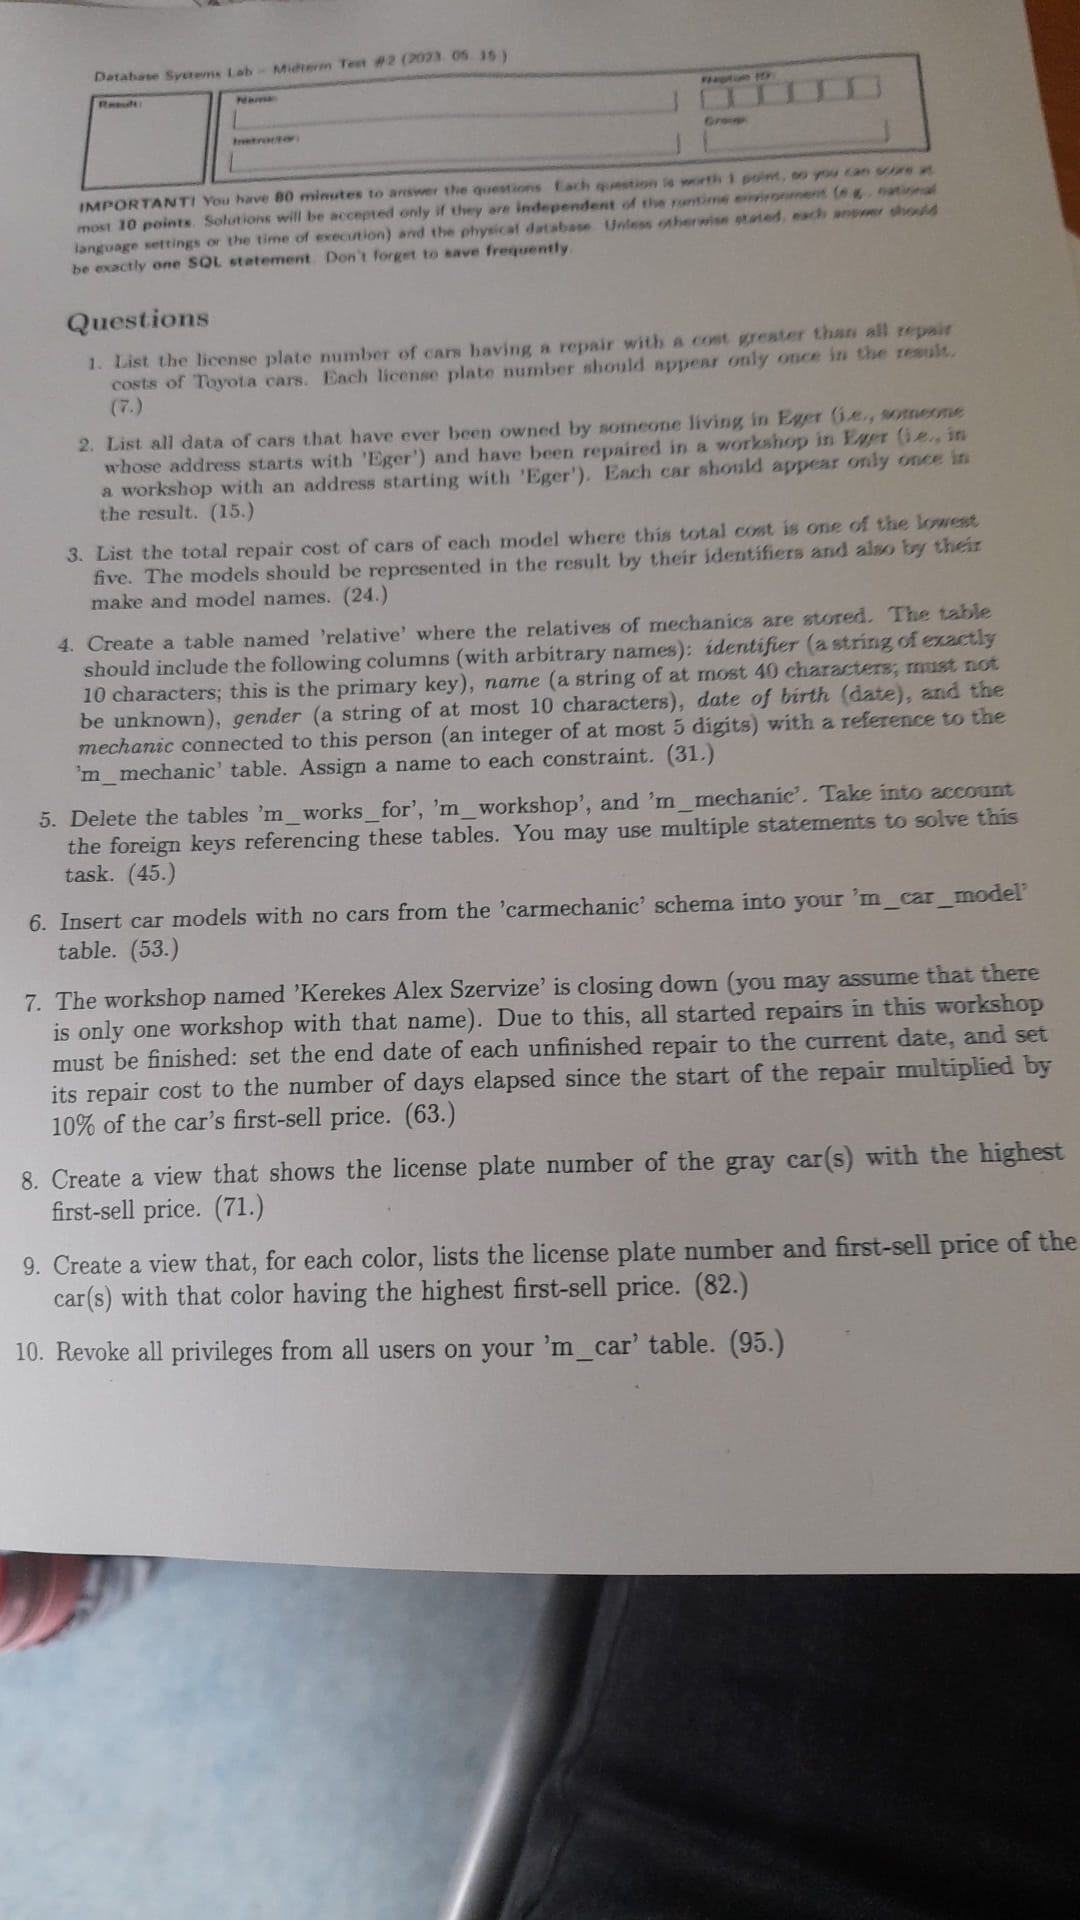 Database Systems Lab – Midterm Test #2 (2023. 05. 15.)
Result:
Name:
Neptun ID:
Instructor:
Group:
IMPORTANT! You have 80 minutes to answer the questions. Each question is worth 1 point, so you can score at
most 10 points. Solutions will be accepted only if they are independent of the runtime environment (e.g., national
language settings or the time of execution) and the physical database. Unless otherwise stated, each answer should
be exactly one SQL statement. Don't forget to save frequently.
Questions
1. List the license plate number of cars having a repair with a cost greater than all repair
costs of Toyota cars. Each license plate number should appear only once in the result.
(7.)
2. List all data of cars that have ever been owned by someone living in Eger (i.e., someone
whose address starts with 'Eger') and have been repaired in a workshop in Eger (i.e., in
a workshop with an address starting with 'Eger'). Each car should appear only once in
the result. (15.)
3. List the total repair cost of cars of each model where this total cost is one of the lowest
five. The models should be represented in the result by their identifiers and also by their
make and model names. (24.)
4. Create a table named 'relative' where the relatives of mechanics are stored. The table
should include the following columns (with arbitrary names): identifier (a string of exactly
10 characters; this is the primary key), name (a string of at most 40 characters; must not
be unknown), gender (a string of at most 10 characters), date of birth (date), and the
mechanic connected to this person (an integer of at most 5 digits) with a reference to the
'm_mechanic' table. Assign a name to each constraint. (31.)
5. Delete the tables 'm_works_for', 'm_workshop', and 'm_mechanic'. Take into account
the foreign keys referencing these tables. You may use multiple statements to solve this
task. (45.)
6. Insert car models with no cars from the 'carmechanic' schema into your 'm_car_model'
table. (53.)
7. The workshop named 'Kerekes Alex Szervize' is closing down (you may assume that there
is only one workshop with that name). Due to this, all started repairs in this workshop
must be finished: set the end date of each unfinished repair to the current date, and set
its repair cost to the number of days elapsed since the start of the repair multiplied by
10% of the car's first-sell price. (63.)
8. Create a view that shows the license plate number of the gray car(s) with the highest
first-sell price. (71.)
9. Create a view that, for each color, lists the license plate number and first-sell price of the
car(s) with that color having the highest first-sell price. (82.)
10. Revoke all privileges from all users on your 'm_car' table. (95.)